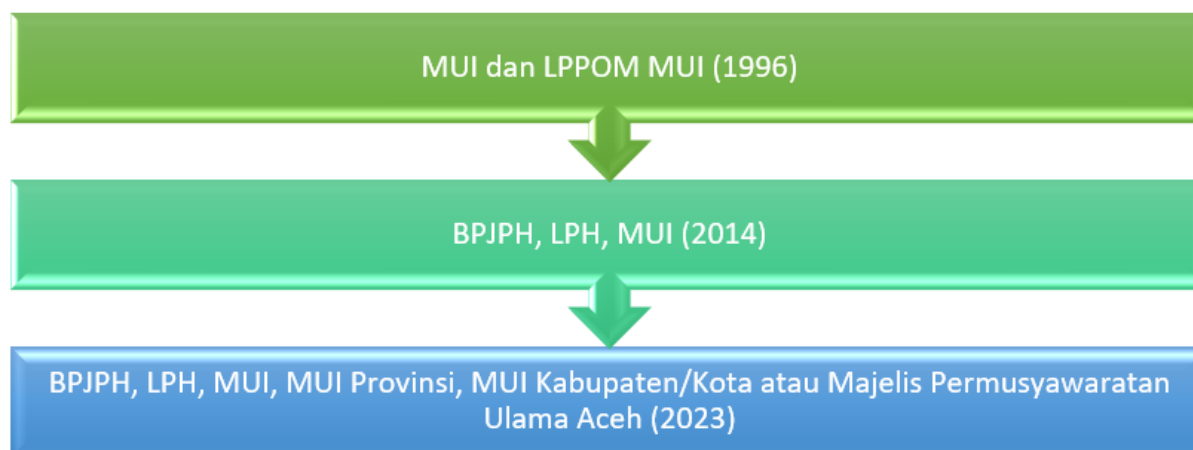 MUI dan LPPOM MUI (1996)
BPJPH, LPH, MUI (2014)
BPJPH, LPH, MUI, MUI Provinsi, MUI Kabupaten/Kota atau Majelis Permusyawaratan
Ulama Aceh (2023)